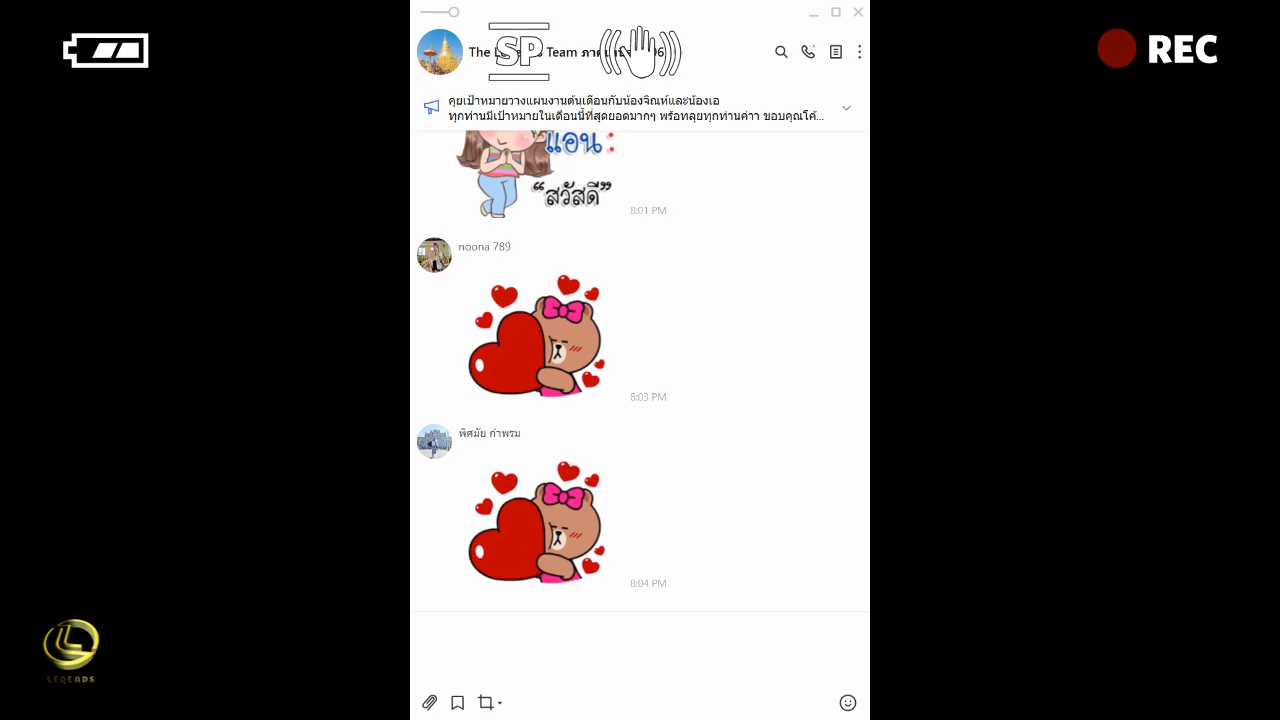 REC
SP
The Team
คุยเป้าหมายวางแผนงานต้นเดือนกับน้องจิณห์และน้องเอ
ทุกท่านมีเป้าหมายในเดือนนี้ที่สุดยอดมากๆ พร้อมลุยทุกท่านค่าา ขอบคุณโค้...
แอน :
“สวัสดี”
8:01 PM
noona 789
8:03 PM
พิศมัย กำพรม
8:04 PM
LEGENDS